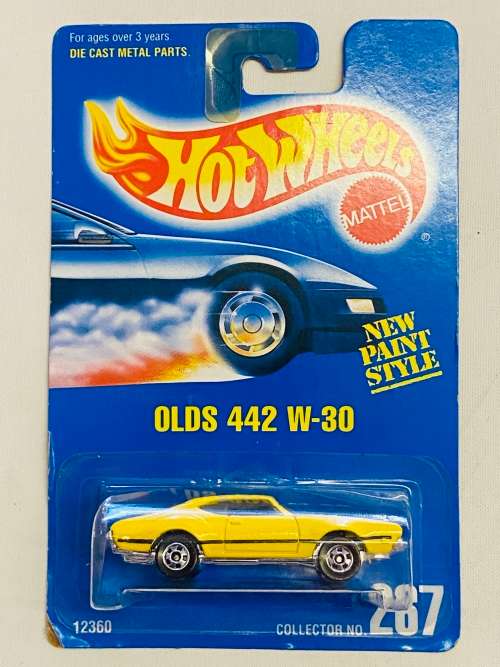 For ages over 3 years
DIE CAST METAL PARTS.
HOT WHEELS
MATTEL
®
NEW
PAINT
STYLE
OLDS 442 W-30
12360
COLLECTOR NO. 267